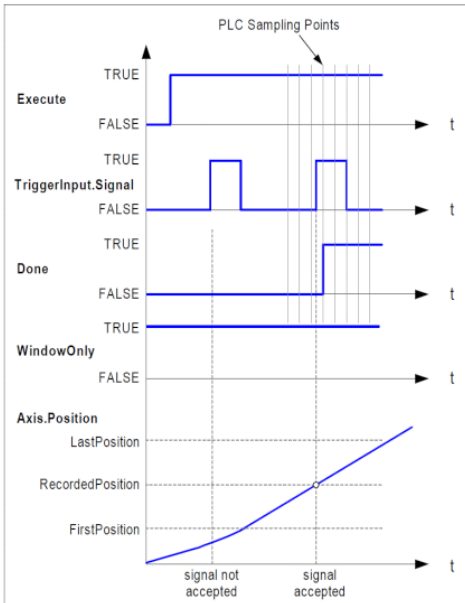 PLC Sampling Points
TRUE
Execute
FALSE
t
TRUE
TriggerInput.Signal
FALSE
t
TRUE
Done
FALSE
t
TRUE
WindowOnly
FALSE
t
Axis.Position
LastPosition
RecordedPosition
FirstPosition
t
signal not
accepted
signal
accepted